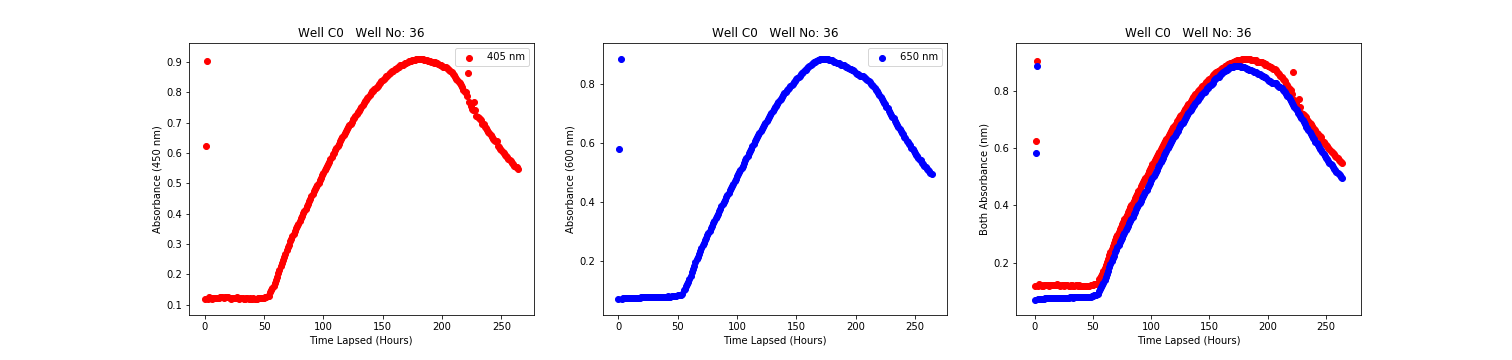 Well C0 Well No: 36
405 nm
Absorbance (450 nm)
0.9
0.8
0.7
0.6
0.5
0.4
0.3
0.2
0.1
0 50 100 150 200 250
Time Lapsed (Hours)
Well C0 Well No: 36
650 nm
Absorbance (600 nm)
0.8
0.6
0.4
0.2
0 50 100 150 200 250
Time Lapsed (Hours)
Well C0 Well No: 36
Both Absorbance (nm)
0.8
0.6
0.4
0.2
0 50 100 150 200 250
Time Lapsed (Hours)